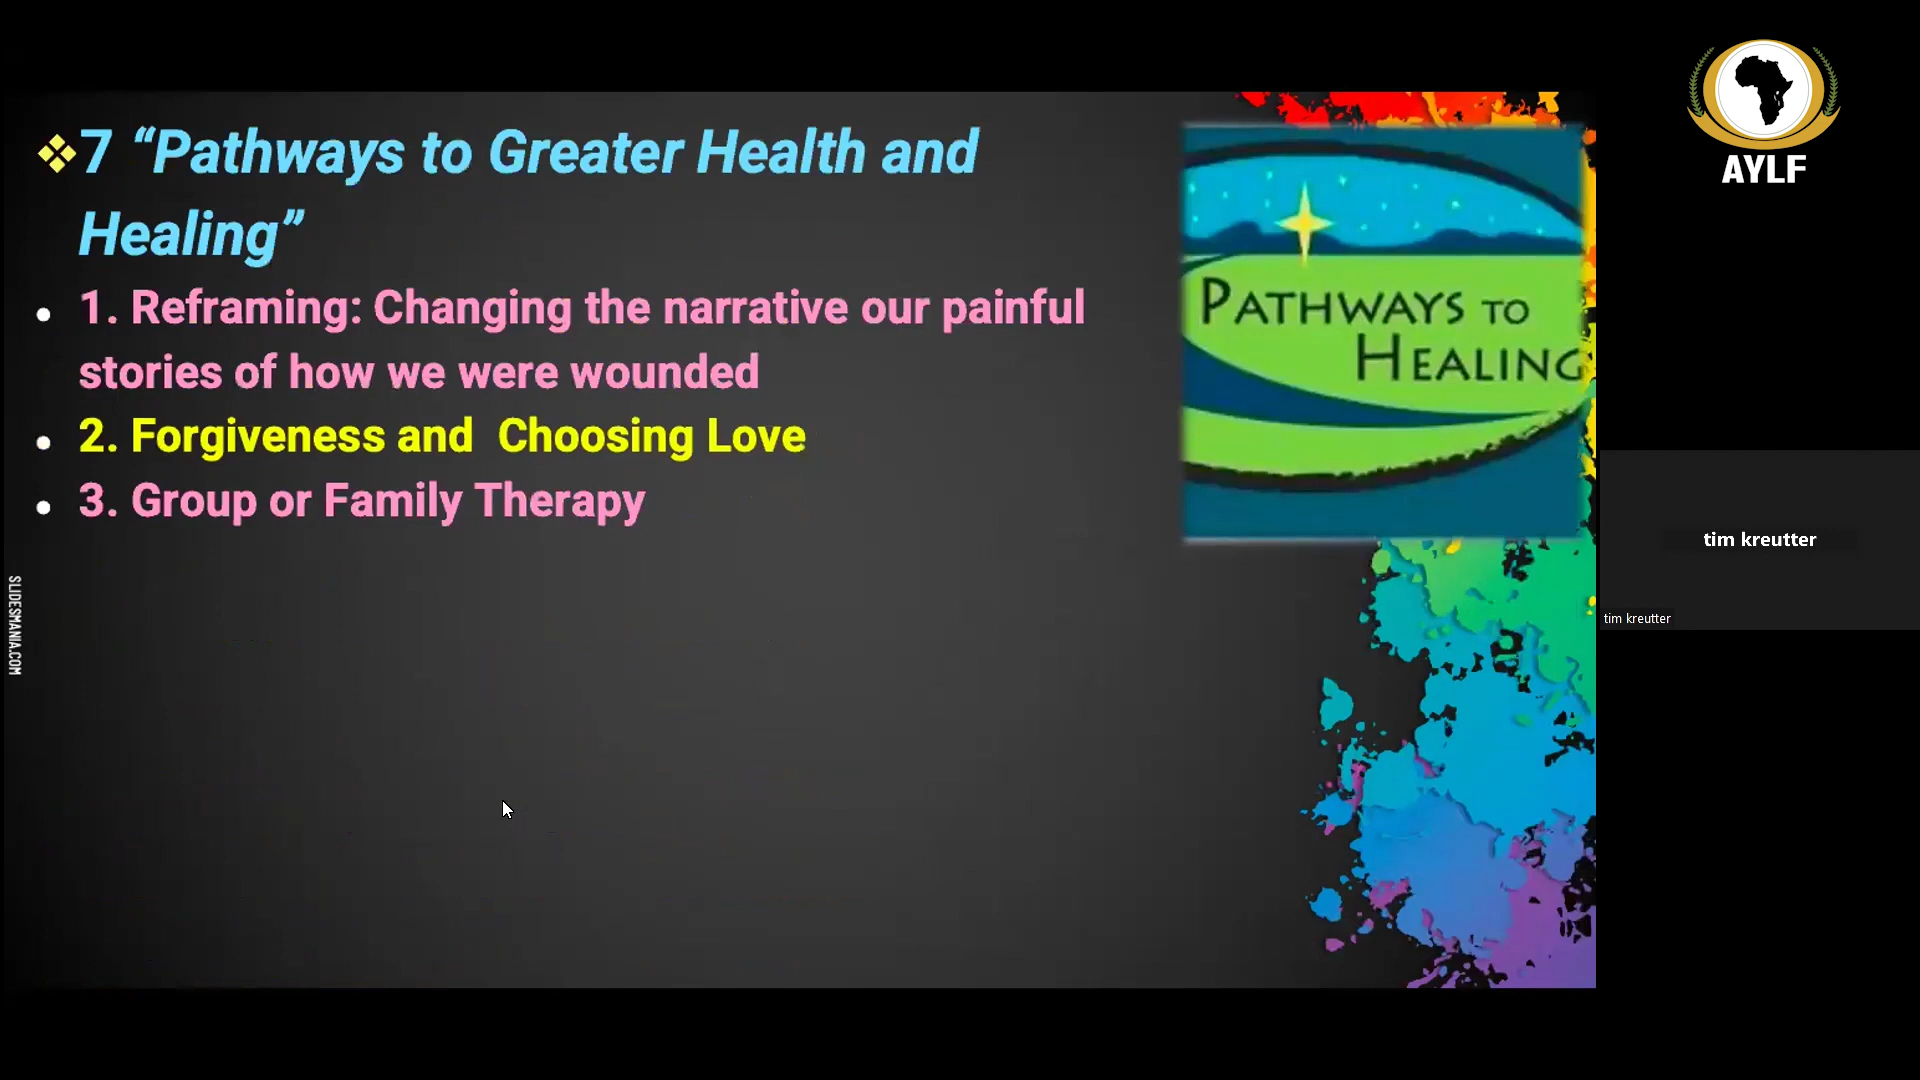 7 “Pathways to Greater Health and
Healing”
1. Reframing: Changing the narrative our painful
stories of how we were wounded
2. Forgiveness and  Choosing Love
3. Group or Family Therapy
PATHWAYS TO
HEALING
SLIDESMANIA.COM
AYLF
tim kreutter
tim kreutter